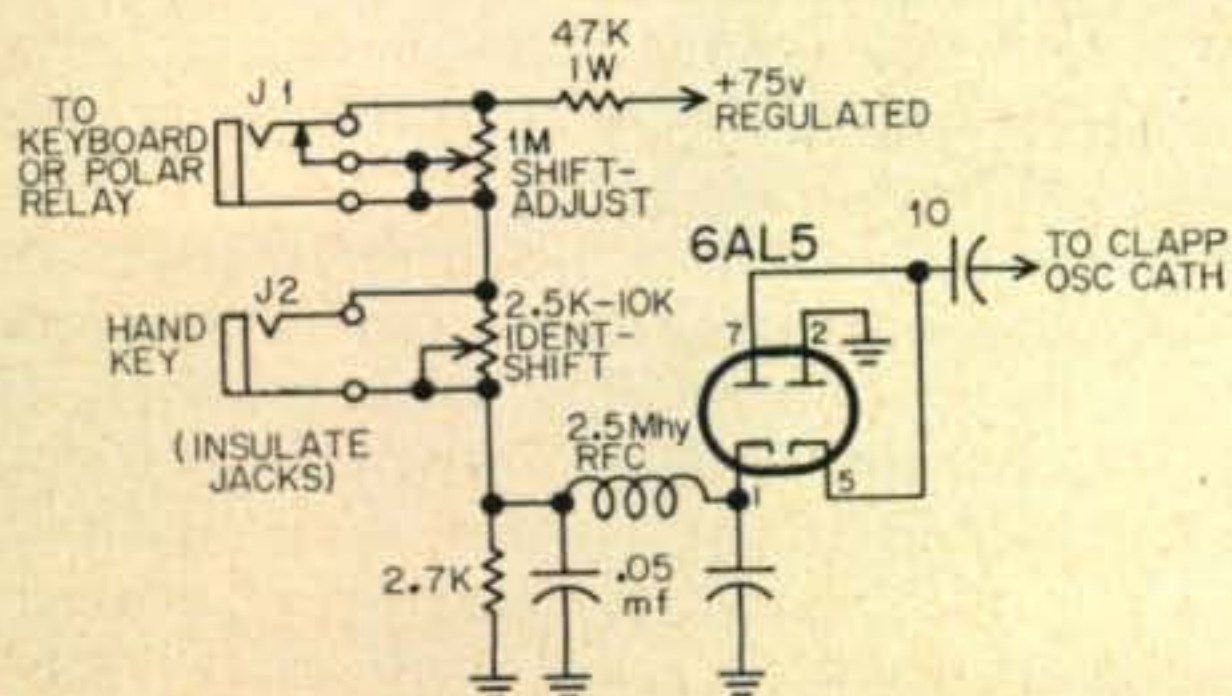 47K
1W
+75v
REGULATED
J1
TO
KEYBOARD
OR POLAR
RELAY
1M
SHIFT-
ADJUST
6AL5
10
TO CLAPP
OSC CATH
J2
HAND
KEY
2.5K-10K
IDENT-
SHIFT
7
2
(INSULATE
JACKS)
2.5Mhy
RFC
1
5
2.7K
.05
mf